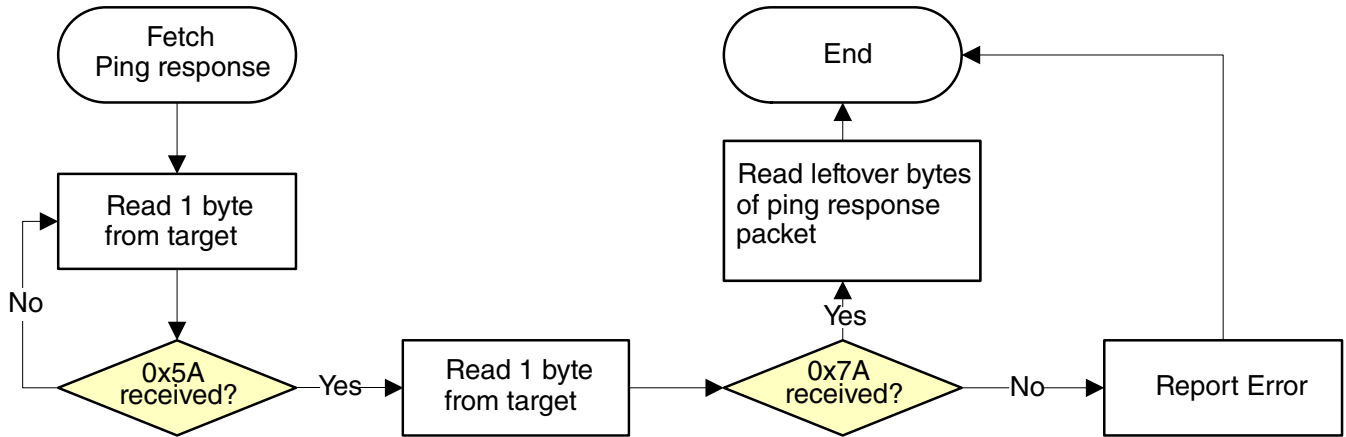 Fetch
Ping response
Read 1 byte
from target
No
0x5A
received?
Yes
Read 1 byte
from target
0x7A
received?
Yes
Read leftover bytes
of ping response
packet
End
No
Report Error